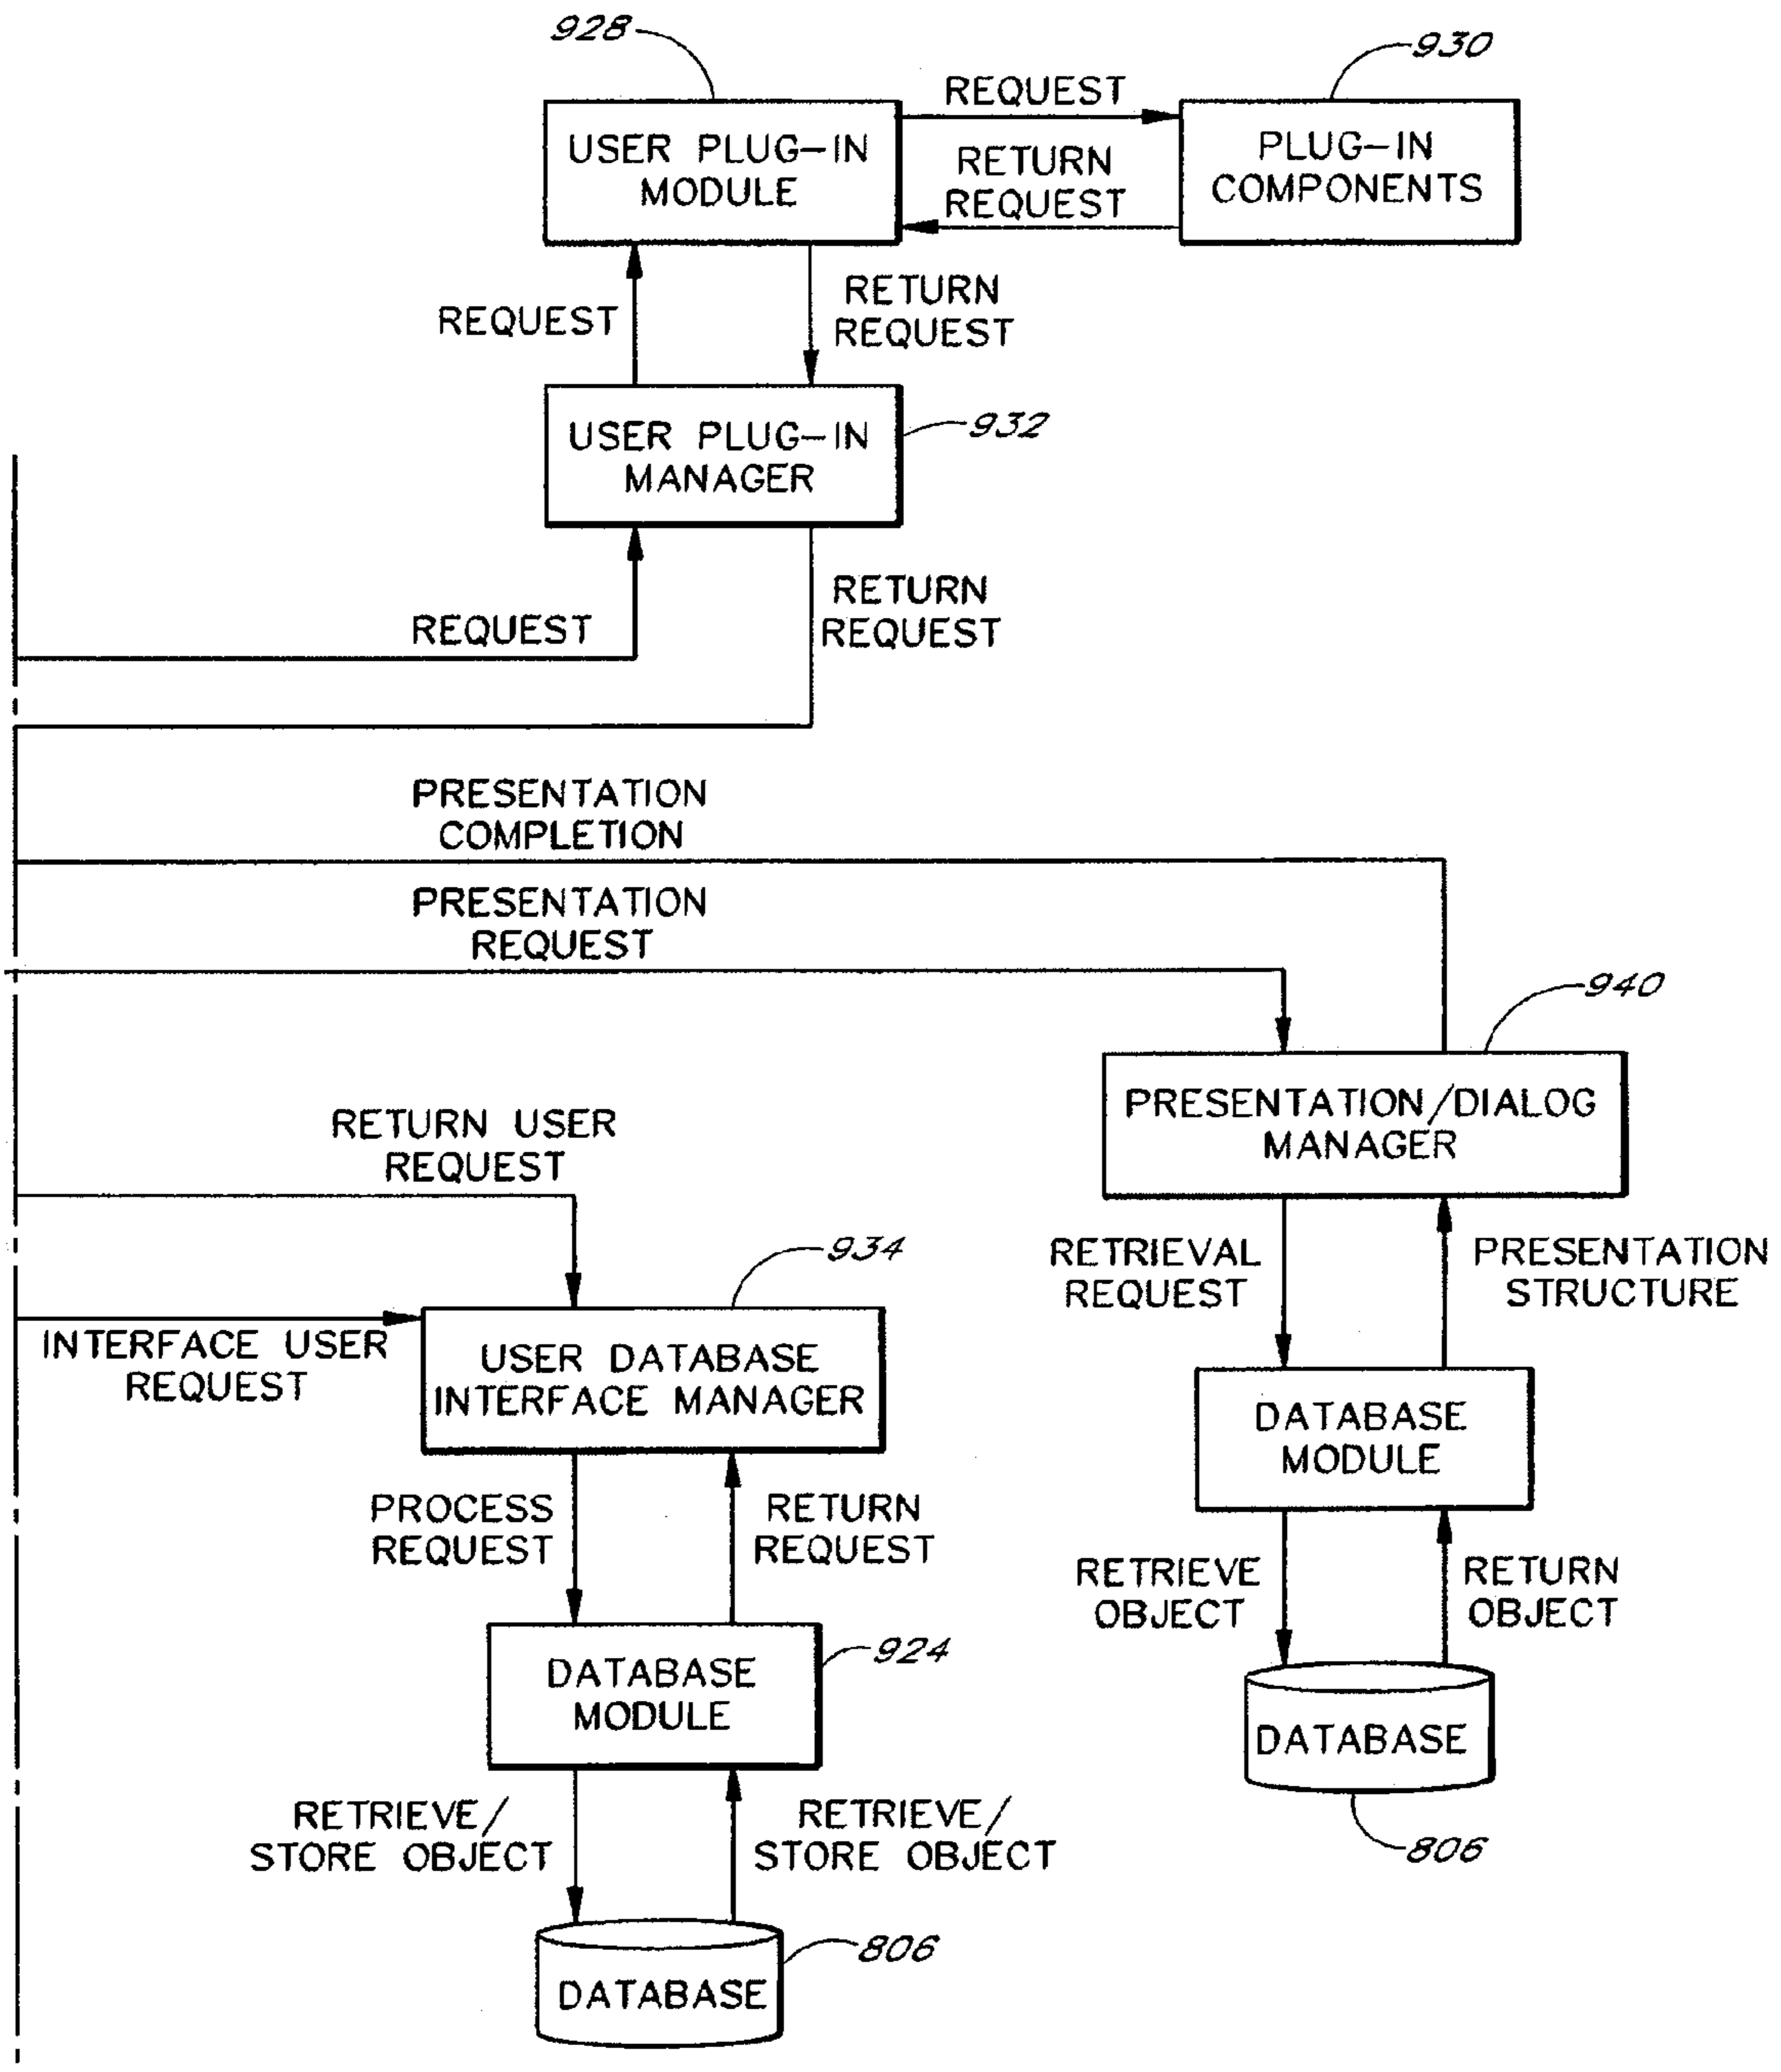 928
930
REQUEST
USER PLUG-IN
MODULE
RETURN
REQUEST
PLUG-IN
COMPONENTS
REQUEST
RETURN
REQUEST
USER PLUG-IN
MANAGER
932
REQUEST
RETURN
REQUEST
PRESENTATION
COMPLETION
PRESENTATION
REQUEST
940
PRESENTATION/DIALOG
MANAGER
RETURN USER
REQUEST
934
RETRIEVAL
REQUEST
PRESENTATION
STRUCTURE
INTERFACE USER
REQUEST
USER DATABASE
INTERFACE MANAGER
DATABASE
MODULE
PROCESS
REQUEST
RETURN
REQUEST
RETRIEVE
OBJECT
RETURN
OBJECT
DATABASE
MODULE
924
DATABASE
806
RETRIEVE/
STORE OBJECT
RETRIEVE/
STORE OBJECT
DATABASE
806